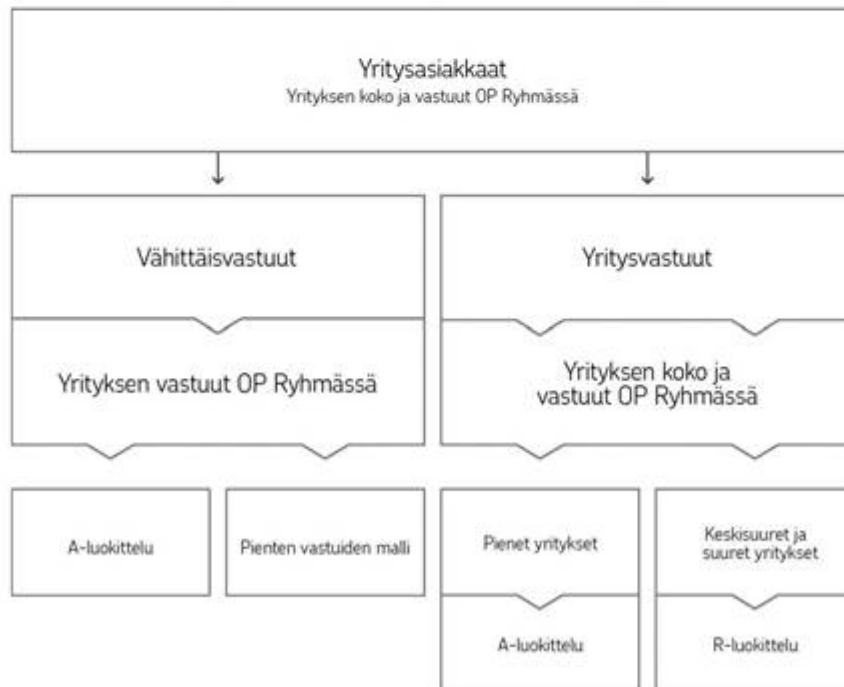 Yritysasiakkaat
Yrityksen koko ja vastuut OP Ryhmässä
Vähittäisvastuut
Yritysvastuut
Yrityksen vastuut OP Ryhmässä
Yrityksen koko ja
vastuut OP Ryhmässä
A-luokittelu
Pienten vastuiden malli
Pienet yritykset
Keskisuuret ja
suuret yritykset
A-luokittelu
R-luokittelu